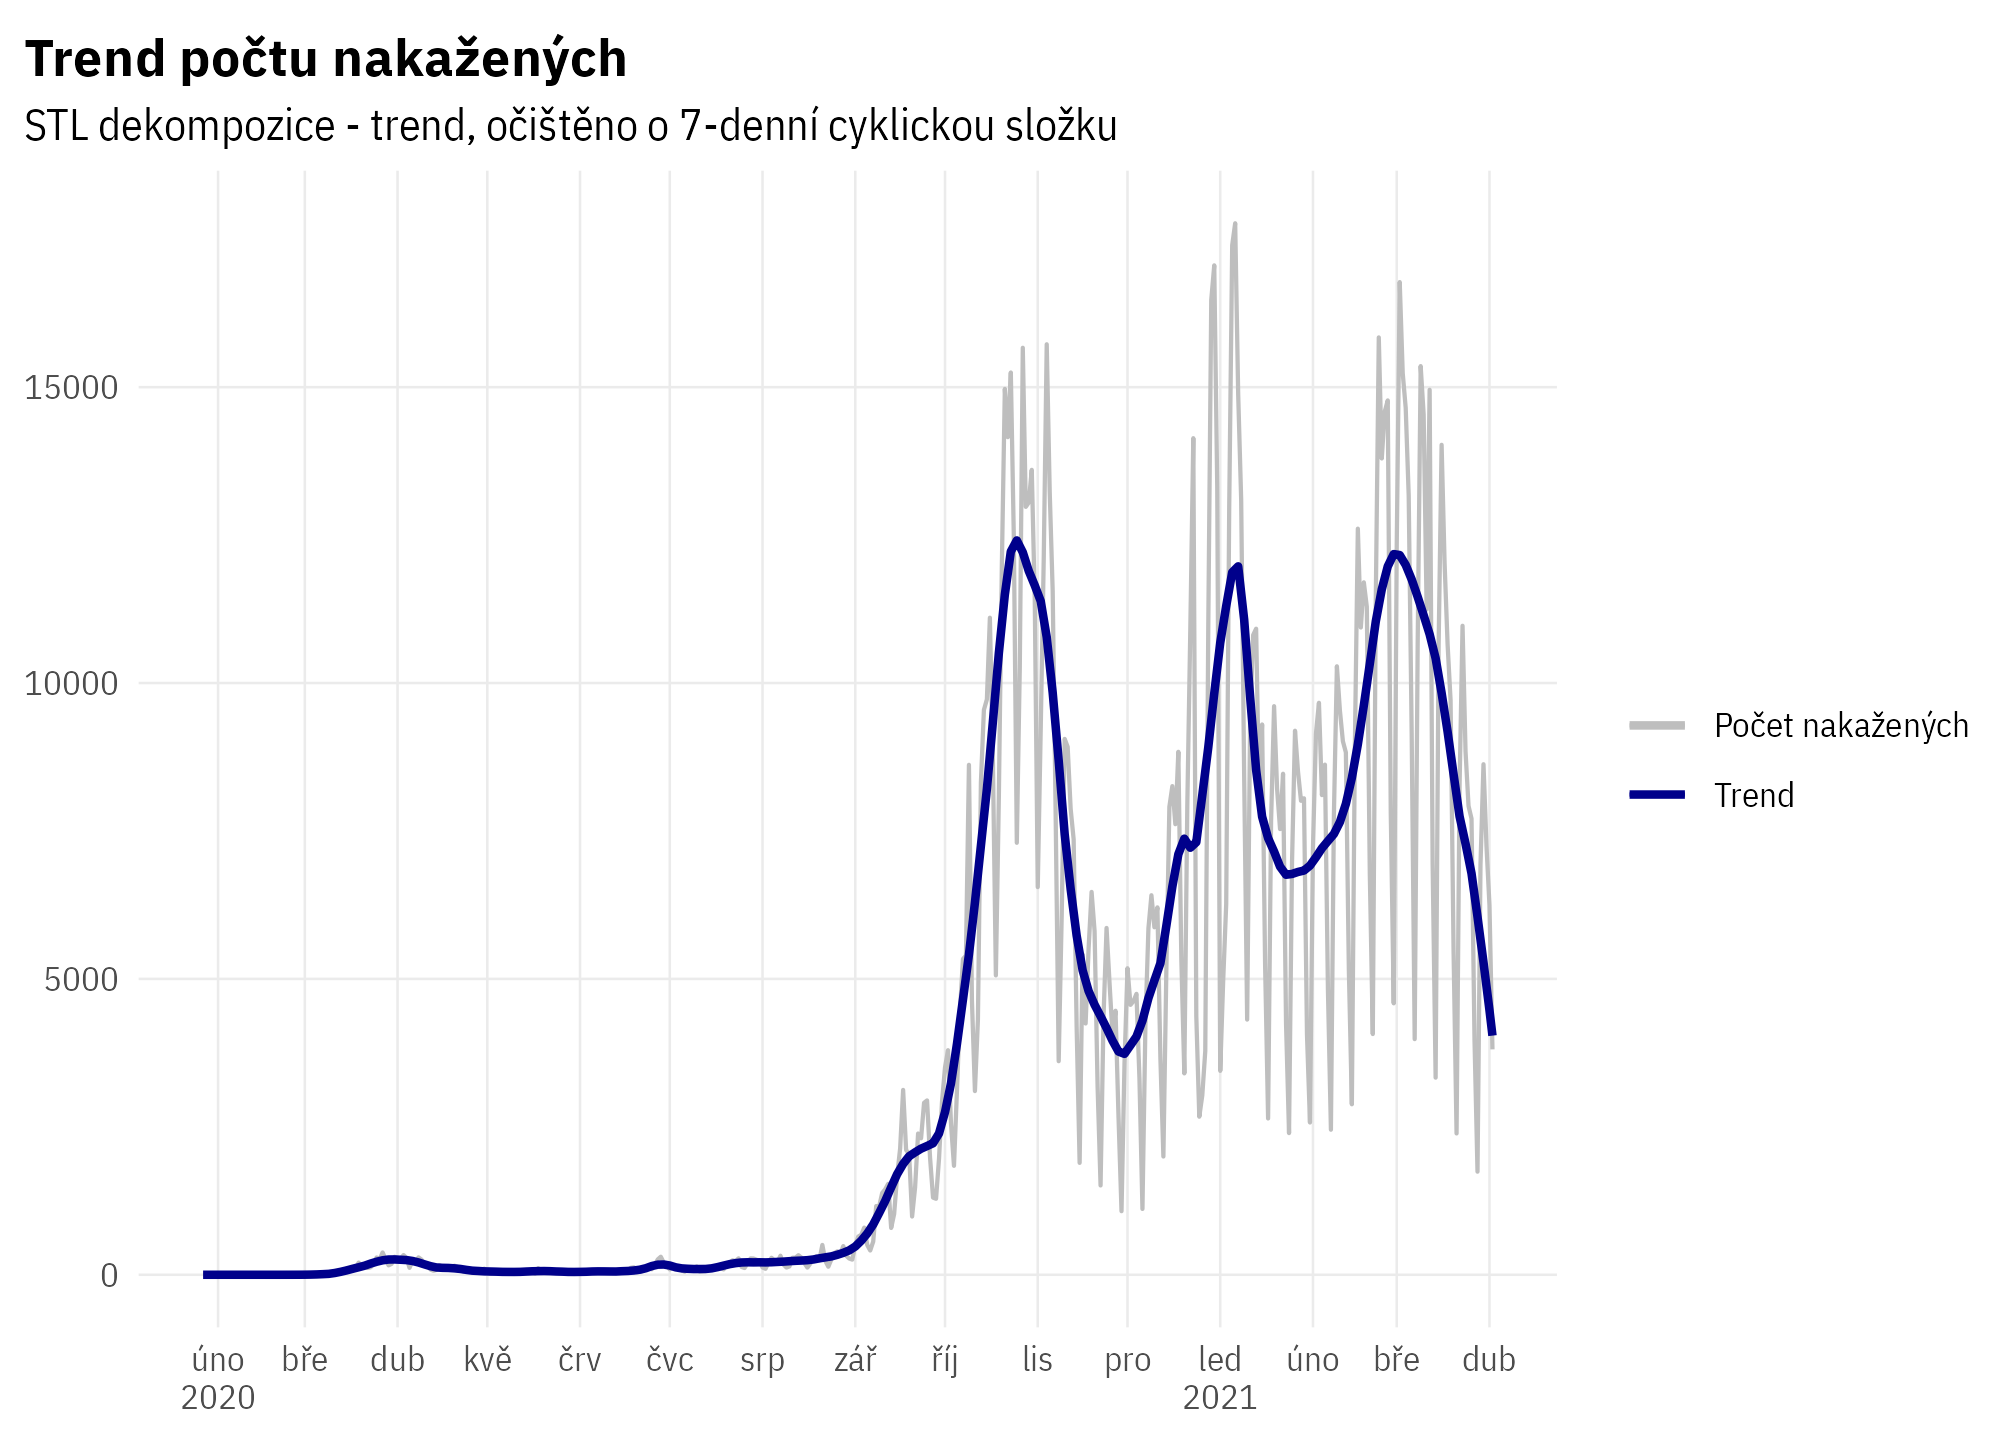 Trend počtu nakažených
STL dekompozice - trend, očištěno o 7-denní cyklickou složku
15000
10000
5000
0
úno bře dub kvě črv čvc srp zář říj lis pro led úno bře dub
2020 2021
Počet nakažených
Trend